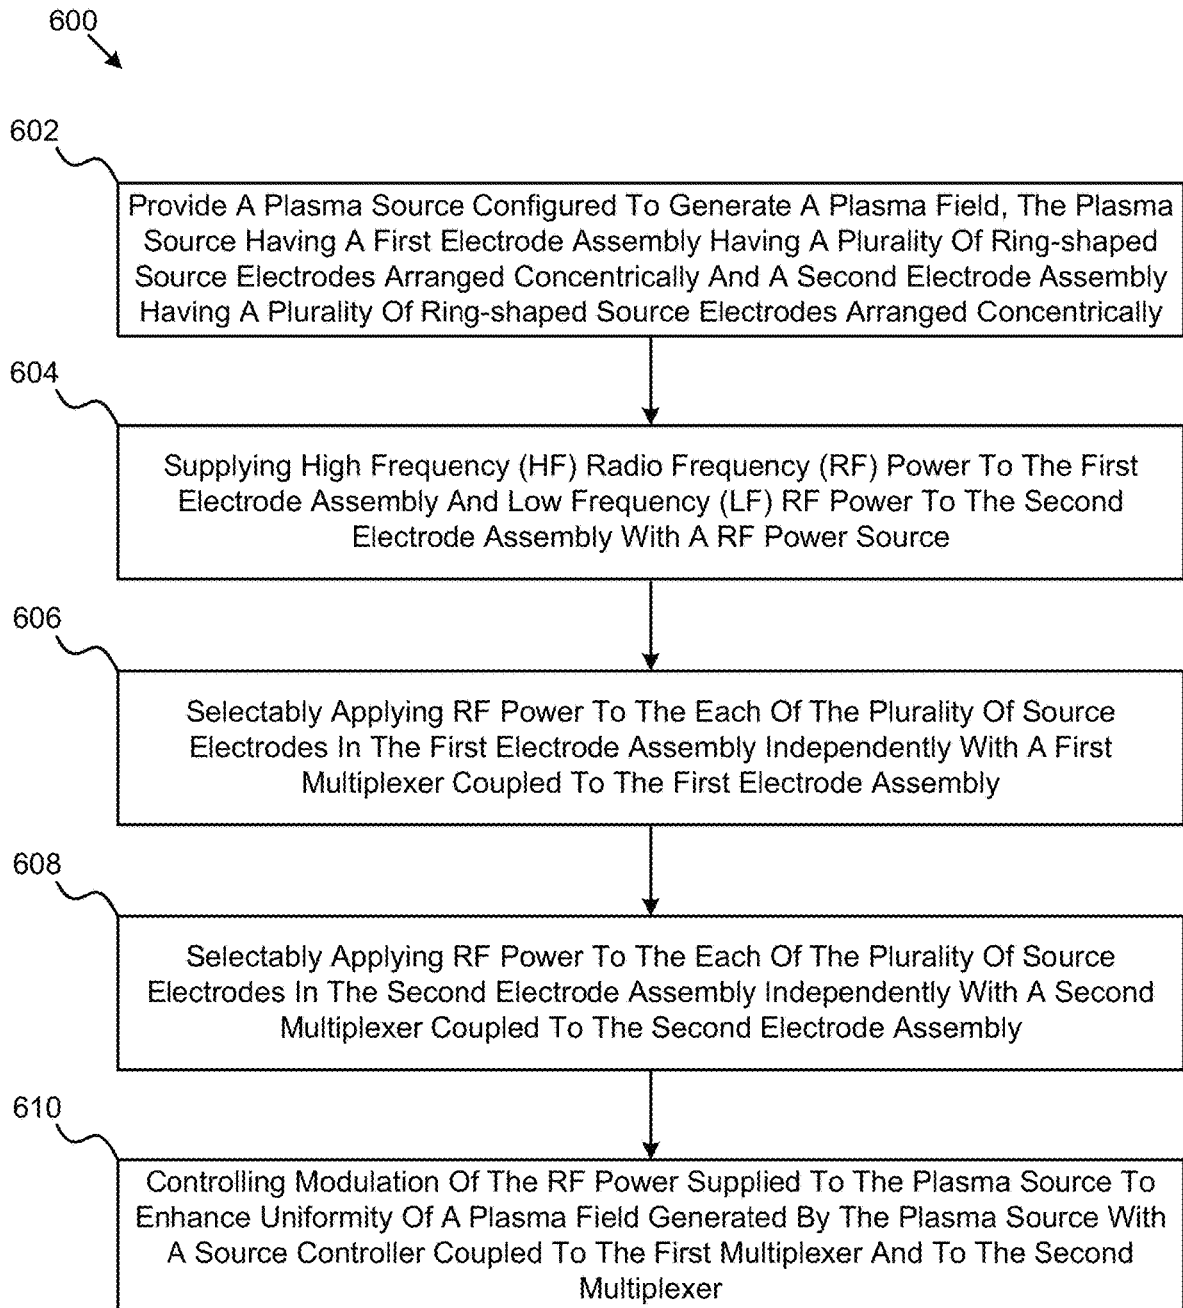 600
602
Provide A Plasma Source Configured To Generate A Plasma Field, The Plasma
Source Having A First Electrode Assembly Having A Plurality Of Ring-shaped
Source Electrodes Arranged Concentrically And A Second Electrode Assembly
Having A Plurality Of Ring-shaped Source Electrodes Arranged Concentrically
604
Supplying High Frequency (HF) Radio Frequency (RF) Power To The First
Electrode Assembly And Low Frequency (LF) RF Power To The Second
Electrode Assembly With A RF Power Source
606
Selectably Applying RF Power To The Each Of The Plurality Of Source
Electrodes In The First Electrode Assembly Independently With A First
Multiplexer Coupled To The First Electrode Assembly
608
Selectably Applying RF Power To The Each Of The Plurality Of Source
Electrodes In The Second Electrode Assembly Independently With A Second
Multiplexer Coupled To The Second Electrode Assembly
610
Controlling Modulation Of The RF Power Supplied To The Plasma Source To
Enhance Uniformity Of A Plasma Field Generated By The Plasma Source With
A Source Controller Coupled To The First Multiplexer And To The Second
Multiplexer